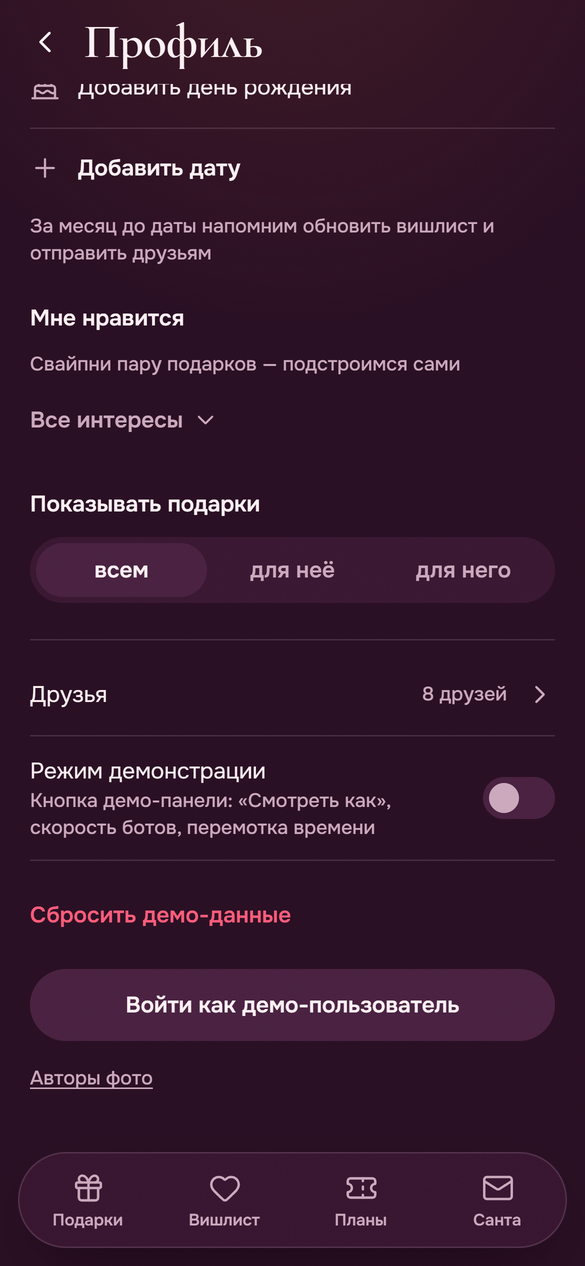 Профиль
Добавить день рождения
Добавить дату
За месяц до даты напомним обновить вишлист и
отправить друзьям
Мне нравится
Свайпни пару подарков — подстроимся сами
Все интересы
Показывать подарки
всем для неё для него
Друзья 8 друзей
Режим демонстрации
Кнопка демо-панели: «Смотреть как»,
скорость ботов, перемотка времени
Сбросить демо-данные
Войти как демо-пользователь
Авторы фото
Подарки Вишлист Планы Санта